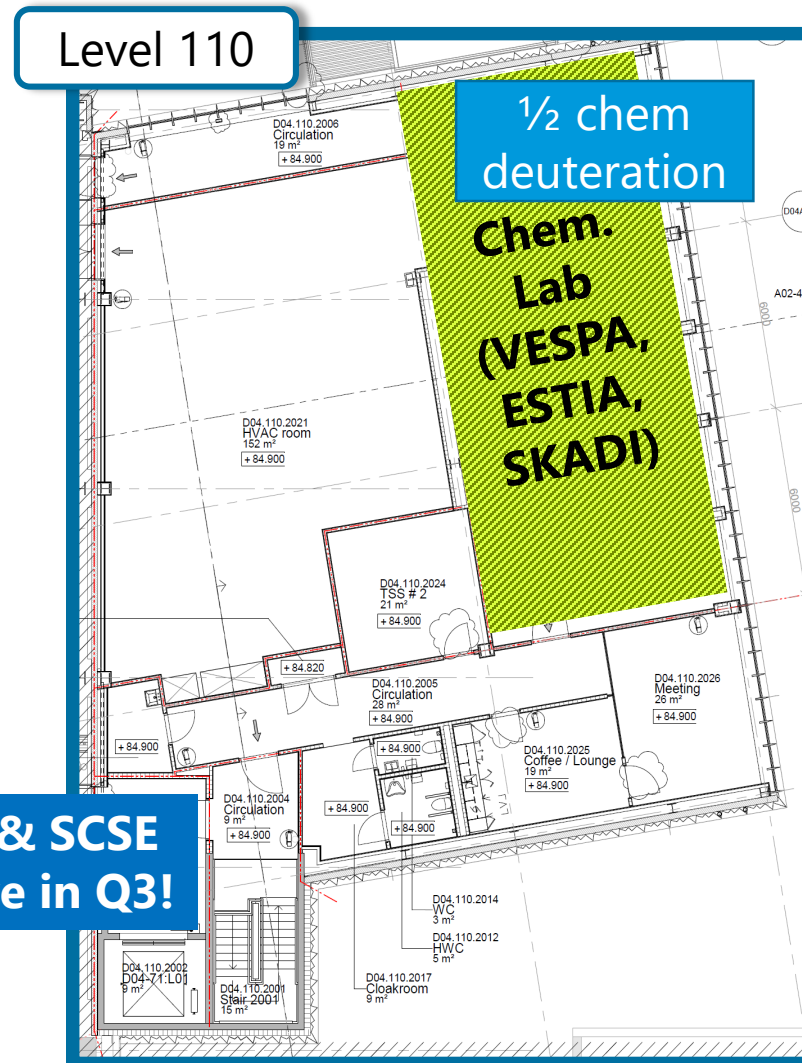 Level 110
½ chem
deuteration
D04.110.2006
Circulation
19 m²
+ 84.900
Chem.
Lab
(VESPA,
ESTIA,
SKADI)
D04A
A02-4
6000
6000
D04.110.2021
HVAC room
152 m²
+ 84.900
D04.110.2024
TSS # 2
21 m²
+ 84.900
+ 84.820
D04.110.2005
Circulation
28 m²
+ 84.900
D04.110.2026
Meeting
26 m²
+ 84.900
+ 84.900
+ 84.900
D04.110.2025
Coffee / Lounge
19 m²
+ 84.900
D04.110.2004
Circulation
9 m²
+ 84.900
+ 84.900
+ 84.900
& SCSE
e in Q3!
D04.110.2014
WC
3 m²
D04.110.2012
HWC
5 m²
D04.110.2017
Cloakroom
9 m²
D04.110.2002
D04-71:L01
9 m²
D04.110.2001
Stair 2001
15 m²